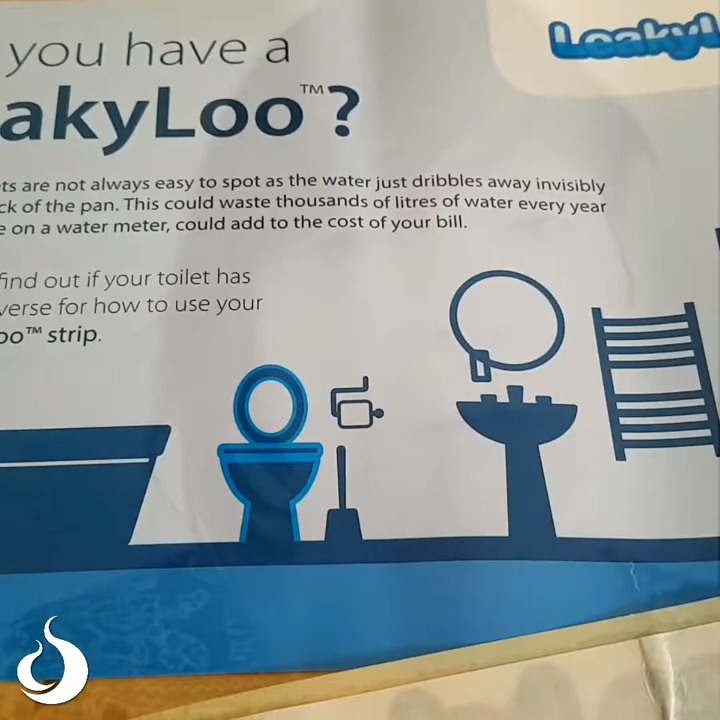 you have a
akyLoo™?
LeakyL
ts are not always easy to spot as the water just dribbles away invisibly
ck of the pan. This could waste thousands of litres of water every year
e on a water meter, could add to the cost of your bill.
find out if your toilet has
verse for how to use your
oo™ strip.